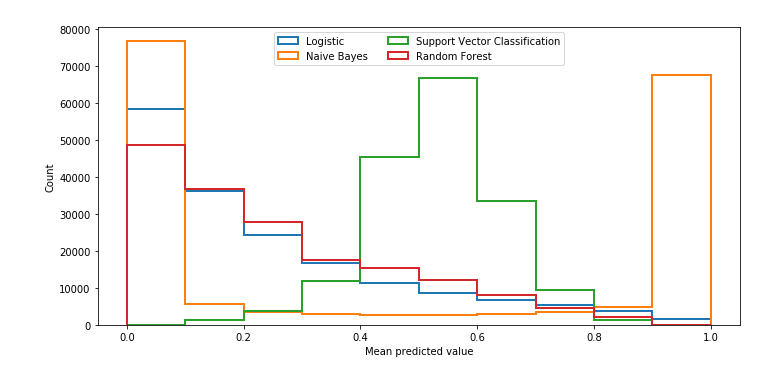 80000
70000
60000
50000
40000
30000
20000
10000
0
Count
Logistic
Naive Bayes
Support Vector Classification
Random Forest
0.0 0.2 0.4 0.6 0.8 1.0
Mean predicted value